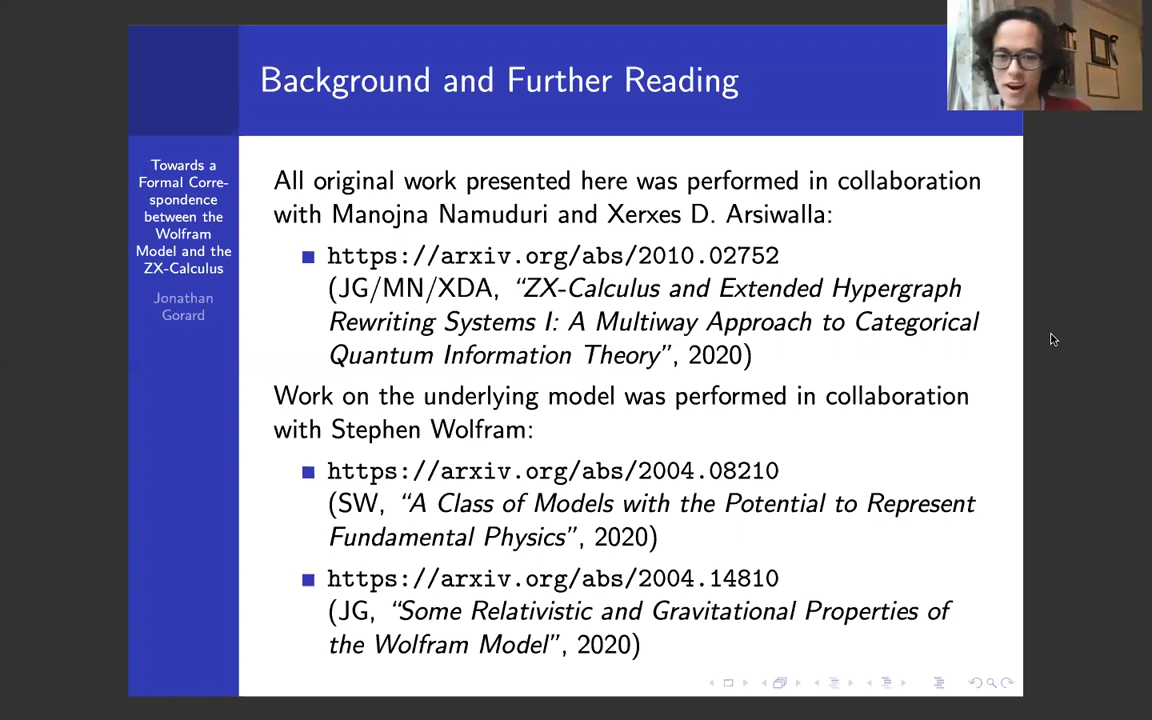 Background and Further Reading
Towards a
Formal Corre-
spondence
between the
Wolfram
Model and the
ZX-Calculus
Jonathan
Gorard
All original work presented here was performed in collaboration
with Manojna Namuduri and Xerxes D. Arsiwalla:
https://arxiv.org/abs/2010.02752
(JG/MN/XDA, “ZX-Calculus and Extended Hypergraph
Rewriting Systems I: A Multiway Approach to Categorical
Quantum Information Theory”, 2020)
Work on the underlying model was performed in collaboration
with Stephen Wolfram:
https://arxiv.org/abs/2004.08210
(SW, “A Class of Models with the Potential to Represent
Fundamental Physics”, 2020)
https://arxiv.org/abs/2004.14810
(JG, “Some Relativistic and Gravitational Properties of
the Wolfram Model”, 2020)